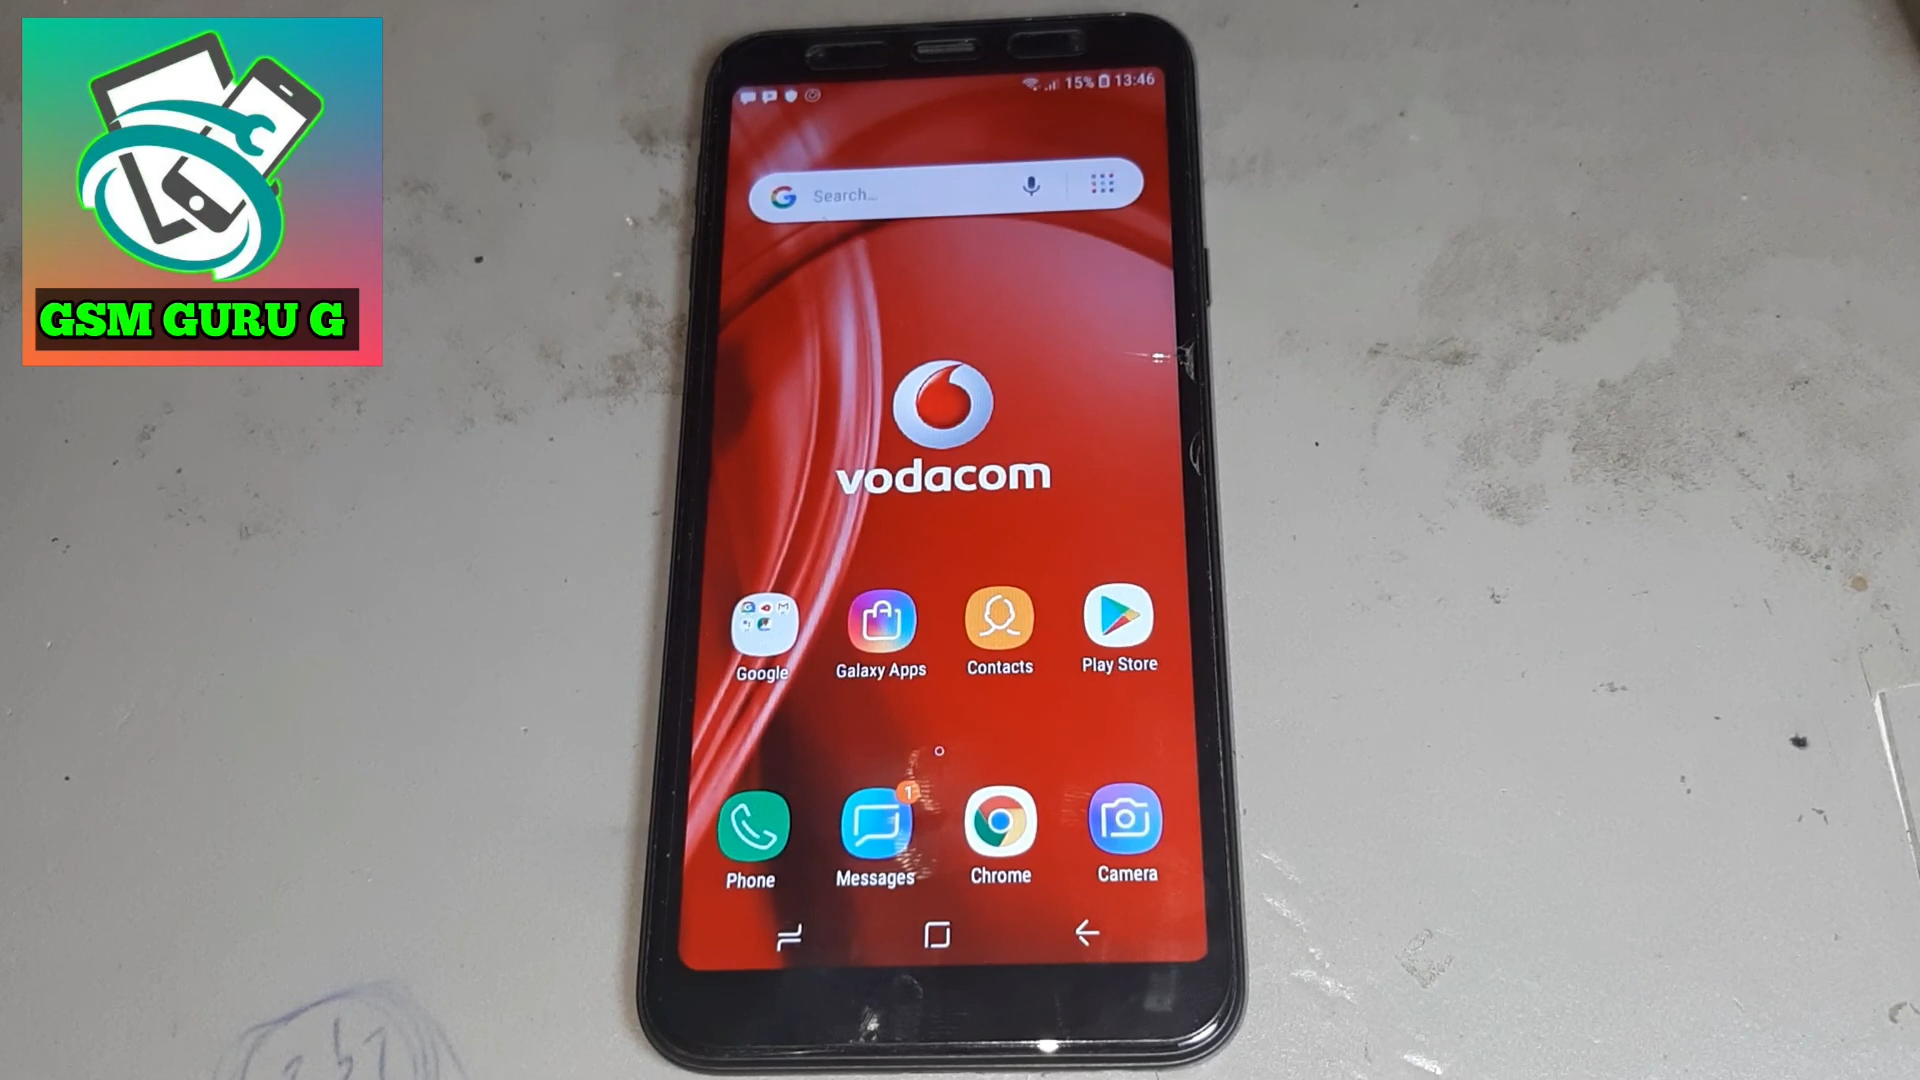 GSM GURU G
15% 13:46
Search...
vodacom
Google
Galaxy Apps
Contacts
Play Store
1
Phone
Messages
Chrome
Camera